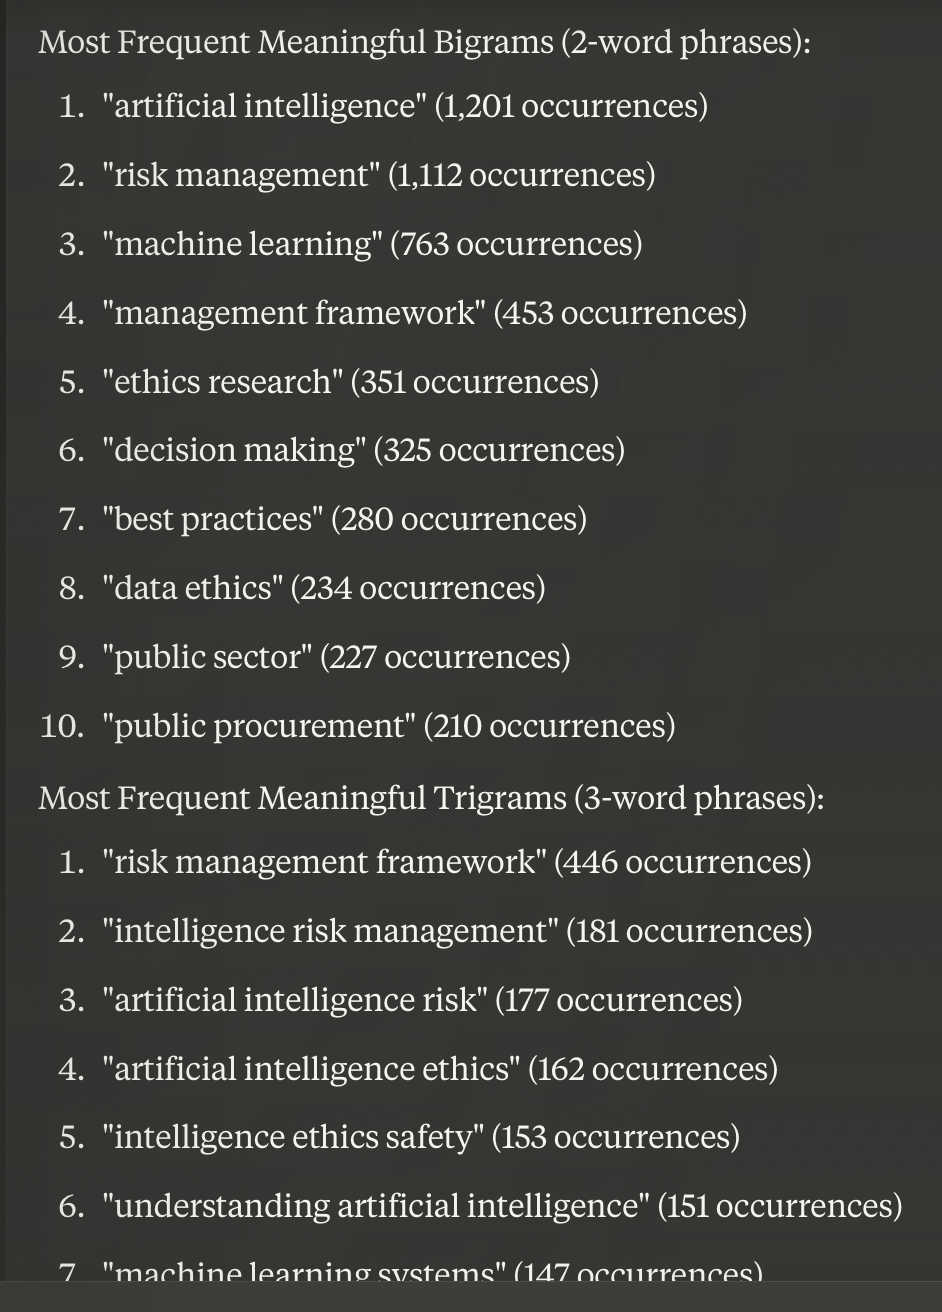 Most Frequent Meaningful Bigrams (2-word phrases):
1. "artificial intelligence" (1,201 occurrences)
2. "risk management" (1,112 occurrences)
3. "machine learning" (763 occurrences)
4. "management framework" (453 occurrences)
5. "ethics research" (351 occurrences)
6. "decision making" (325 occurrences)
7. "best practices" (280 occurrences)
8. "data ethics" (234 occurrences)
9. "public sector" (227 occurrences)
10. "public procurement" (210 occurrences)
Most Frequent Meaningful Trigrams (3-word phrases):
1. "risk management framework" (446 occurrences)
2. "intelligence risk management" (181 occurrences)
3. "artificial intelligence risk" (177 occurrences)
4. "artificial intelligence ethics" (162 occurrences)
5. "intelligence ethics safety" (153 occurrences)
6. "understanding artificial intelligence" (151 occurrences)
7. "machine learning systems" (147 occurrences)